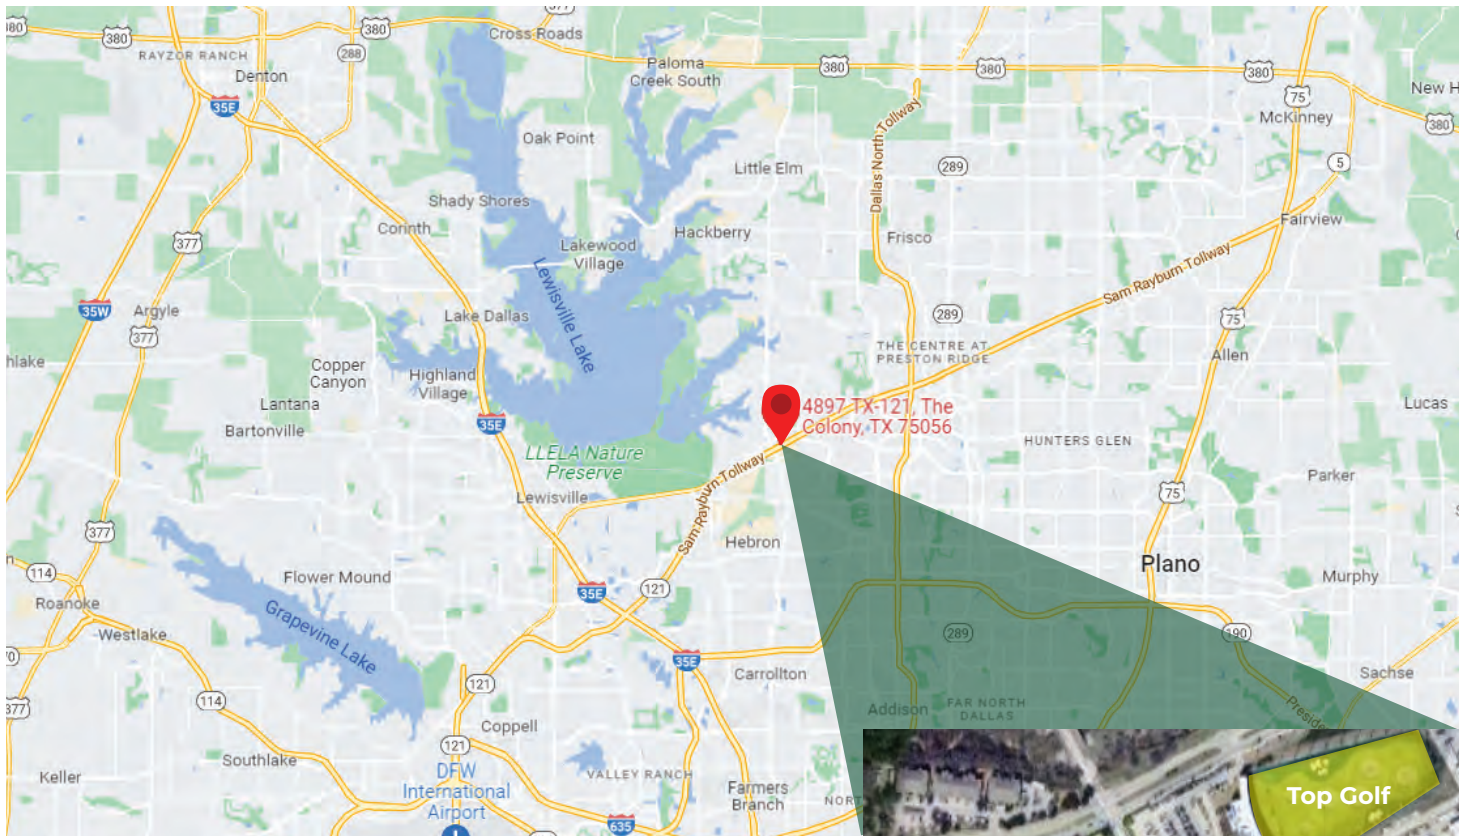 377
380
380
380
Cross Roads
RAYZOR RANCH
288
Denton
Paloma
Creek South
380
380
380
75
New H
35E
McKinney
380
Dallas North Tollway
Oak Point
Little Elm
289
5
Shady Shores
Corinth
Hackberry
Fairview
377
Lakewood
Village
Frisco
Sam Rayburn Tollway
Lewisville Lake
35W
Argyle
Lake Dallas
289
75
377
THE CENTRE AT
PRESTON RIDGE
Allen
hlake
Copper
Canyon
Highland
Village
Lantana
4897 TX-121, The
Colony, TX 75056
Lucas
35E
Bartonville
HUNTERS GLEN
LLELA Nature
Preserve
Parker
Lewisville
Sam Rayburn Tollway
75
377
Hebron
Plano
114
Flower Mound
Murphy
121
35E
Roanoke
Grapevine Lake
Westlake
289
190
35E
Carrollton
Sachse
121
114
377
Addison
FAR NORTH
DALLAS
Preside
Coppell
121
Southlake
DFW
International
Airport
VALLEY RANCH
Keller
Farmers
Branch
NORT
635
Top Golf